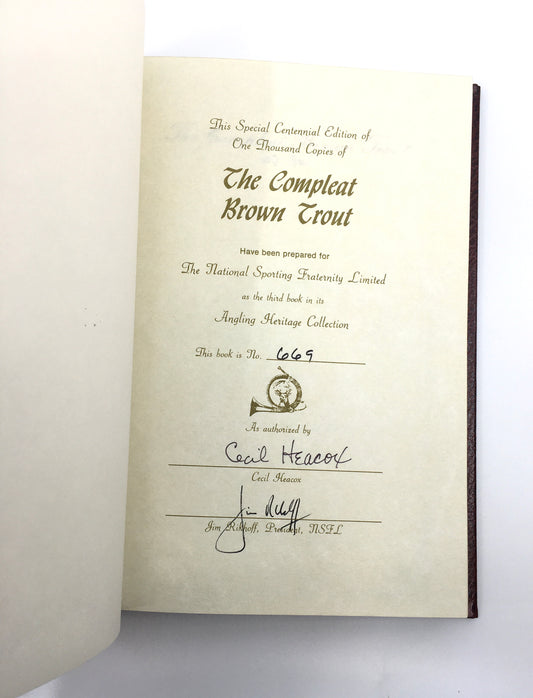 This Special Centennial Edition of
One Thousand Copies of
The Compleat
Brown Trout
Have been prepared for
The National Sporting Fraternity Limited
as the third book in its
Angling Heritage Collection
This book is No. 669
As authorized by
Cecil Heacox
Cecil Heacox
Jim Rikhoff
Jim Rikhoff, President, NSFL